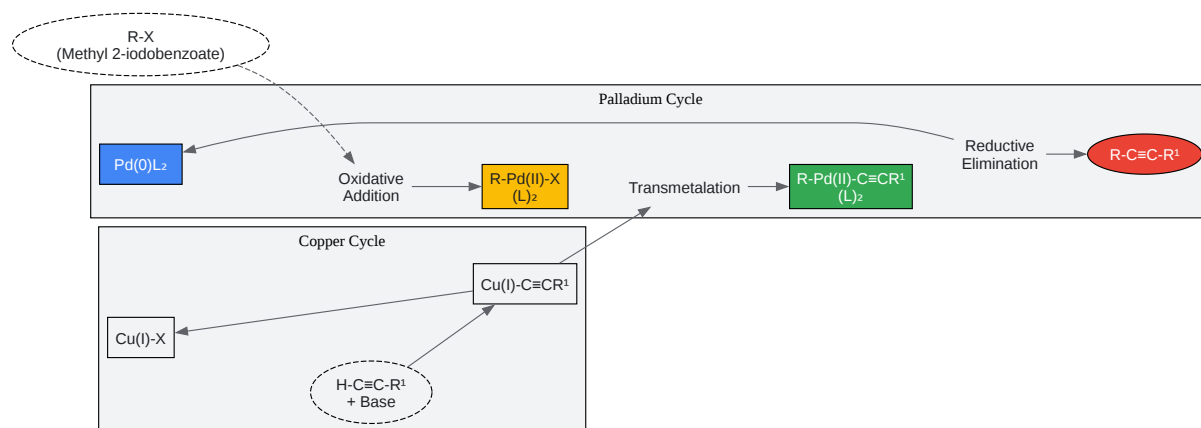 R-X
(Methyl 2-iodobenzoate)
Palladium Cycle
Pd(0)L₂
Oxidative
Addition
R-Pd(II)-X
(L)₂
Transmetalation
R-Pd(II)-C≡CR¹
(L)₂
Reductive
Elimination
R-C≡C-R¹
Copper Cycle
Cu(I)-C≡CR¹
Cu(I)-X
H-C≡C-R¹
+ Base